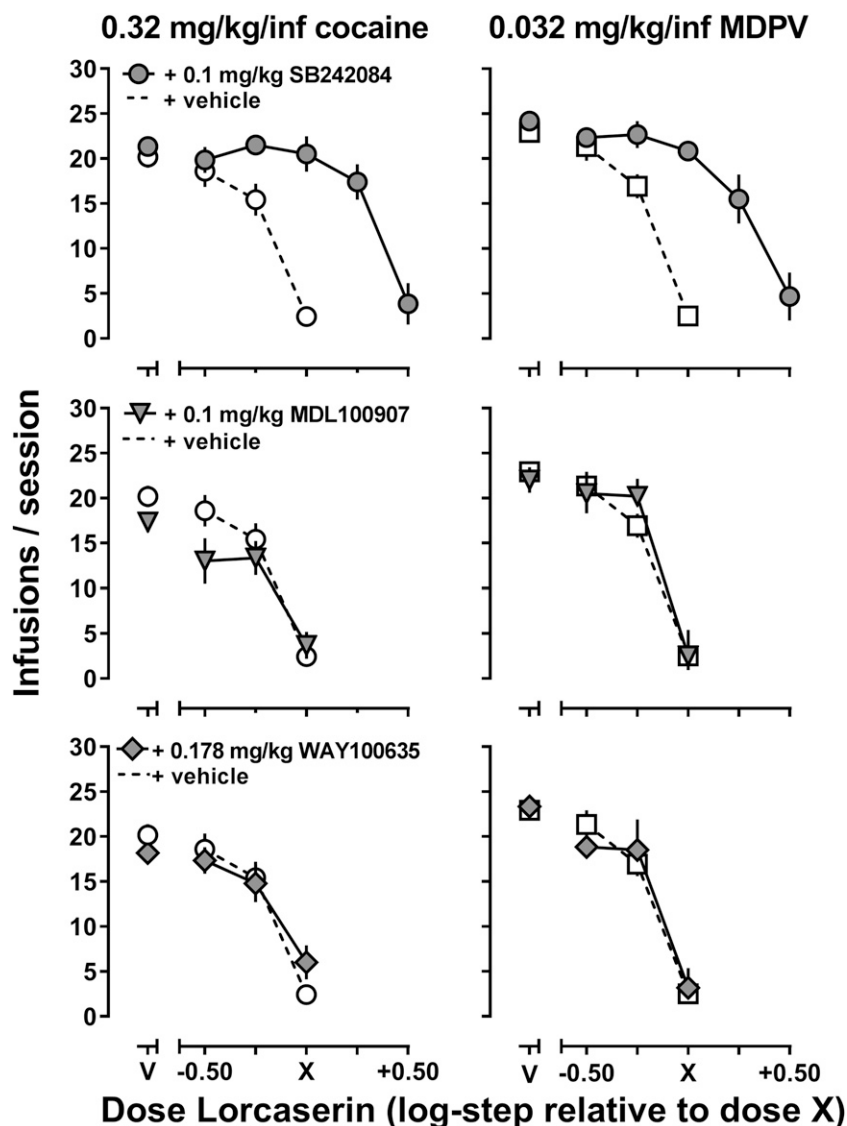 0.32 mg/kg/inf cocaine
0.032 mg/kg/inf MDPV
+ 0.1 mg/kg SB242084
+ vehicle
30
25
20
15
10
5
0
+ 0.1 mg/kg MDL100907
+ vehicle
30
25
20
15
10
5
0
Infusions / session
+ 0.178 mg/kg WAY100635
+ vehicle
30
25
20
15
10
5
0
V -0.50 X +0.50
V -0.50 X +0.50
Dose Lorcaserin (log-step relative to dose X)